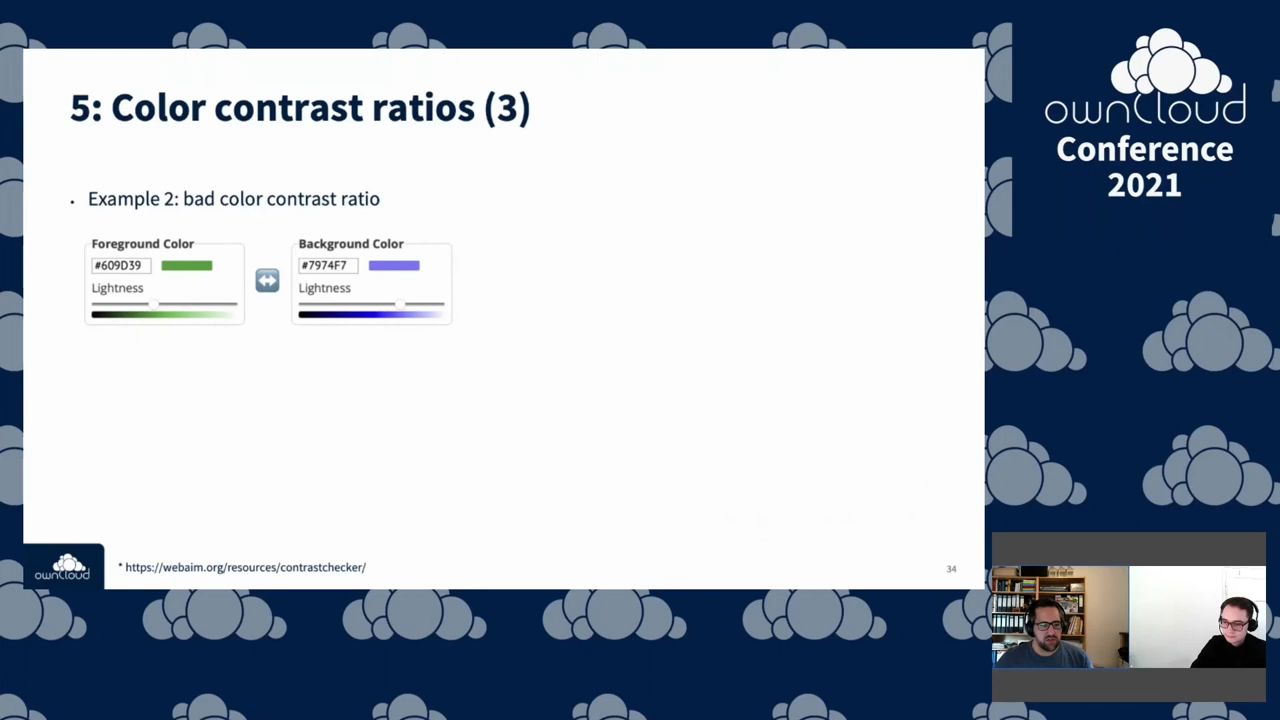 5: Color contrast ratios (3)
• Example 2: bad color contrast ratio
Foreground Color
#609D39
Lightness
Background Color
#7974F7
Lightness
ownCloud
* https://webaim.org/resources/contrastchecker/
34
ownCloud
Conference
2021